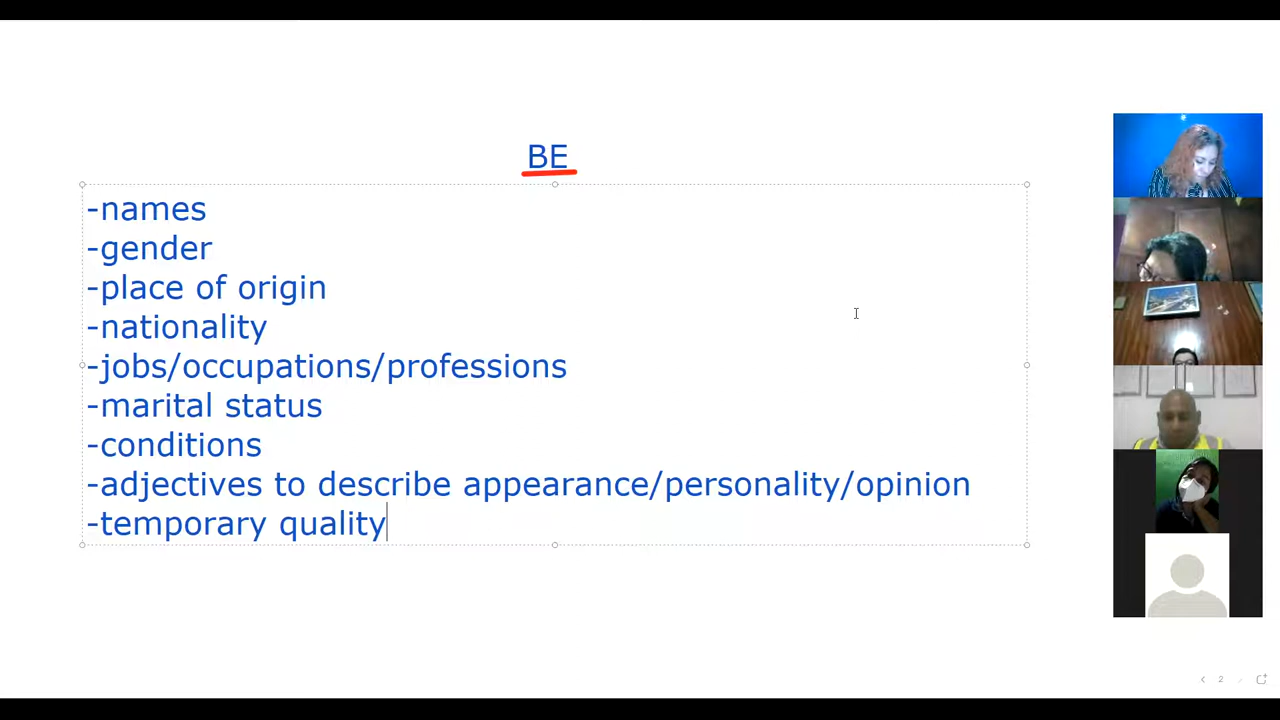 BE
-names
-gender
-place of origin
-nationality
-jobs/occupations/professions
-marital status
-conditions
-adjectives to describe appearance/personality/opinion
-temporary quality
2